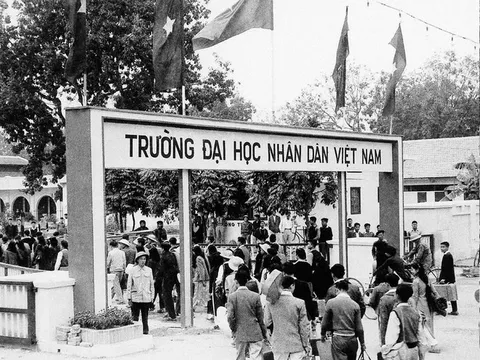 TRƯỜNG ĐẠI HỌC NHÂN DÂN VIỆT NAM